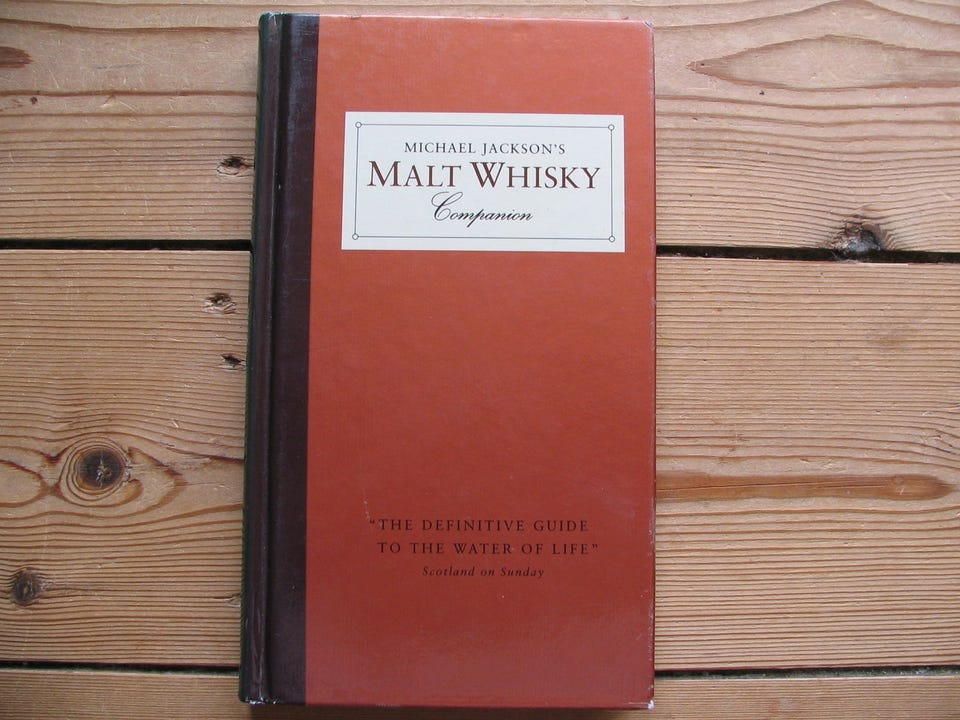 MICHAEL JACKSON'S
MALT WHISKY
Companion
"THE DEFINITIVE GUIDE
TO THE WATER OF LIFE"
Scotland on Sunday